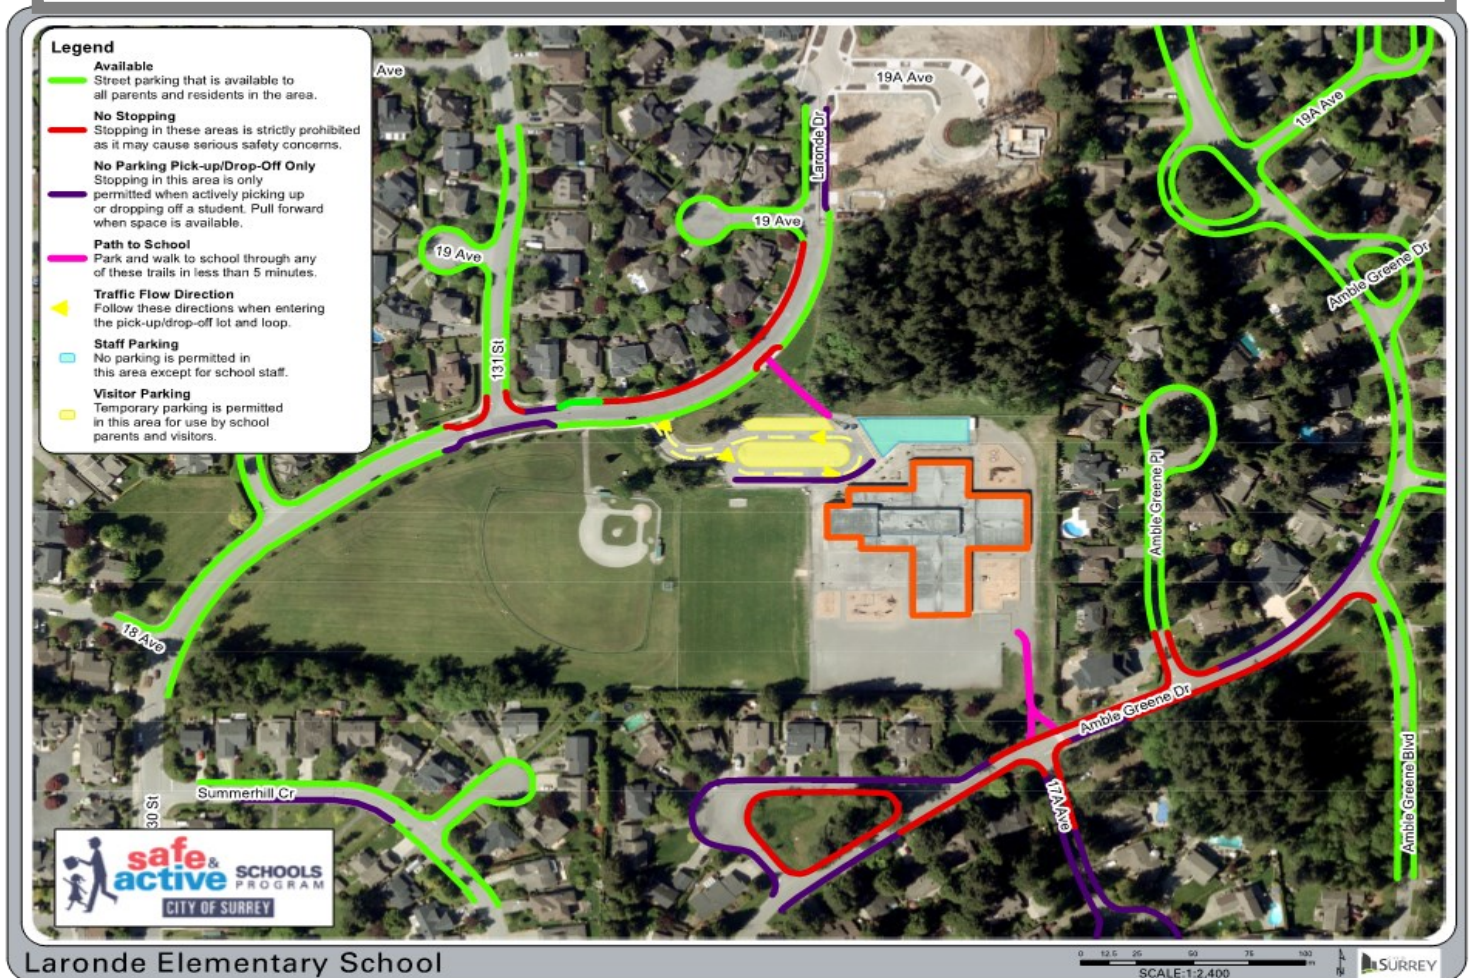 Legend
Available
Street parking that is available to
all parents and residents in the area.
No Stopping
Stopping in these areas is strictly prohibited
as it may cause serious safety concerns.
No Parking Pick-up/Drop-Off Only
Stopping in this area is only
permitted when actively picking up
or dropping off a student. Pull forward
when space is available.
Path to School
Park and walk to school through any
of these trails in less than 5 minutes.
Traffic Flow Direction
Follow these directions when entering
the pick-up/drop-off lot and loop.
Staff Parking
No parking is permitted in
this area except for school staff.
Visitor Parking
Temporary parking is permitted
in this area for use by school
parents and visitors.
Ave
19A Ave
19A Ave
Laronde Dr
19 Ave
19 Ave
Amble Greene Dr
131 St
Amble Greene Pl
18 Ave
Amble Greene Dr
Summerhill Cr
30 St
17A Ave
Amble Greene Blvd
safe &
active SCHOOLS
PROGRAM
CITY OF SURREY
Laronde Elementary School
0 12.5 25 50 75 100
m
SCALE:1:2,400
N
SURREY